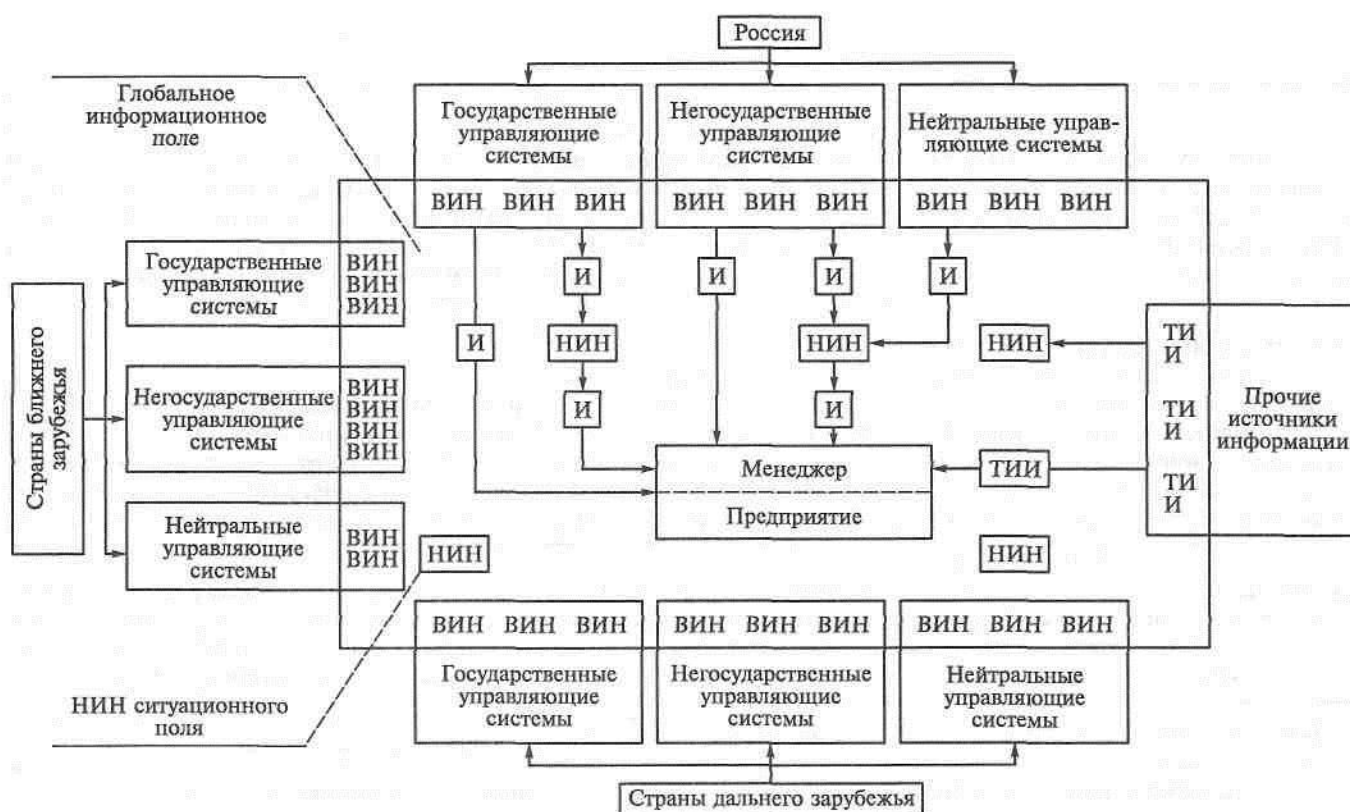 Россия
Глобальное
информационное
поле
Государственные
управляющие
системы
Негосударственные
управляющие
системы
Нейтральные управ-
ляющие системы
ВИН ВИН ВИН
ВИН ВИН ВИН
ВИН ВИН ВИН
Страны ближнего
зарубежья
Государственные
управляющие
системы
ВИН
ВИН
ВИН
Негосударственные
управляющие
системы
ВИН
ВИН
ВИН
ВИН
Нейтральные
управляющие
системы
ВИН
ВИН
И
И
И
И
И
НИН
НИН
НИН
И
И
Менеджер
Предприятие
ТИИ
НИН
НИН
ТИ
И
ТИ
И
ТИ
И
Прочие
источники
информации
ВИН ВИН ВИН
ВИН ВИН ВИН
ВИН ВИН ВИН
Государственные
управляющие
системы
Негосударственные
управляющие
системы
Нейтральные
управляющие
системы
НИН ситуационного
поля
Страны дальнего зарубежья